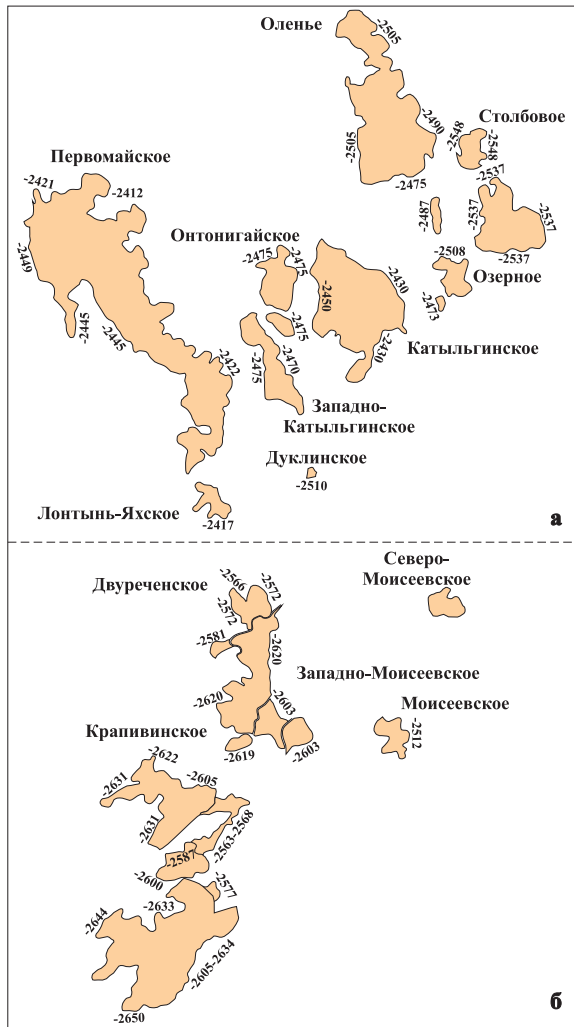 Оленье
-2505
-2490
Столбовое
-2548
-2548
-2505
Первомайское
-2475
-2537
-2421
-2412
-2487
-2537
-2537
Онтонигайское
-2475
-2475
-2508
-2537
-2449
-2450
-2430
Озерное
-2473
-2445
-2445
-2475
-2430
Катыльгинское
-2422
-2470
-2475
Западно-
Катыльгинское
Дуклинское
-2510
Лонтынь-Яхское
-2417
а
Северо-
Моисеевское
Двуреченское
-2566
-2572
-2572
-2581
-2620
Западно-Моисеевское
-2620
-2603
Моисеевское
-2512
Крапивинское
-2619
-2603
-2622
-2631
-2605
-2631
-2563-2568
-2587
-2600
-2577
-2633
-2644
-2605-2634
-2650
б